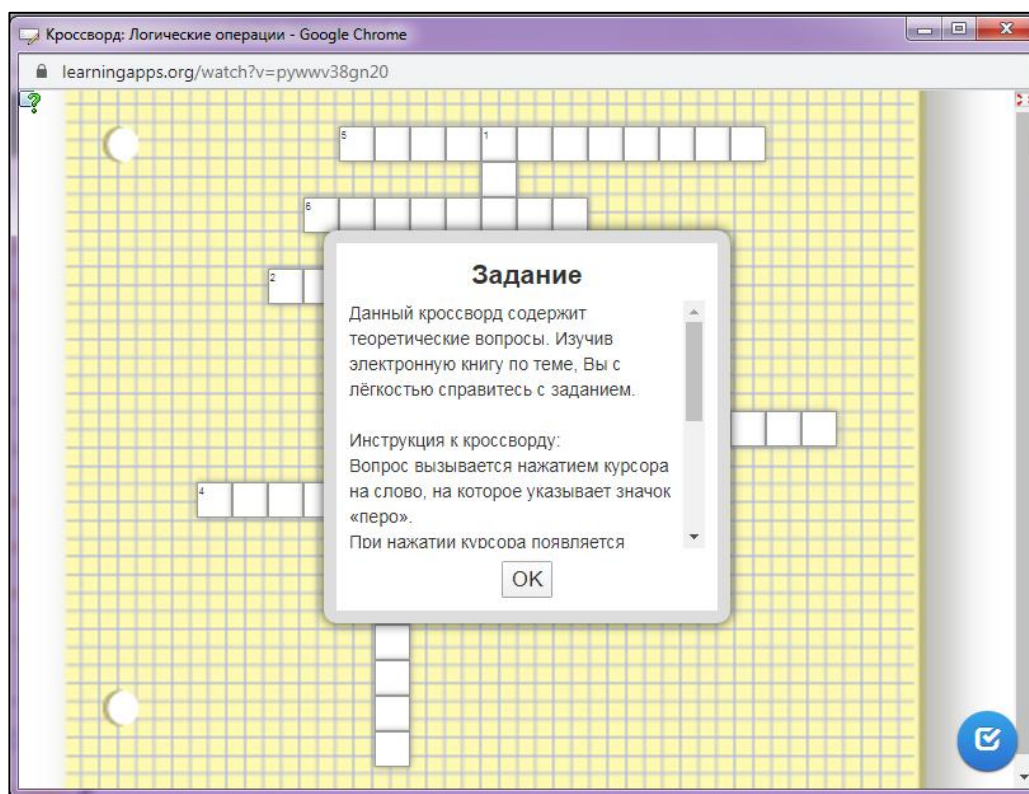 Кроссворд: Логические операции - Google Chrome
learningapps.org/watch?v=pywwv38gn20
5
1
6
2
Задание
Данный кроссворд содержит
теоретические вопросы. Изучив
электронную книгу по теме, Вы с
лёгкостью справитесь с заданием.
Инструкция к кроссворду:
Вопрос вызывается нажатием курсора
на слово, на которое указывает значок
«перо».
При нажатии курсора появляется
4
OK